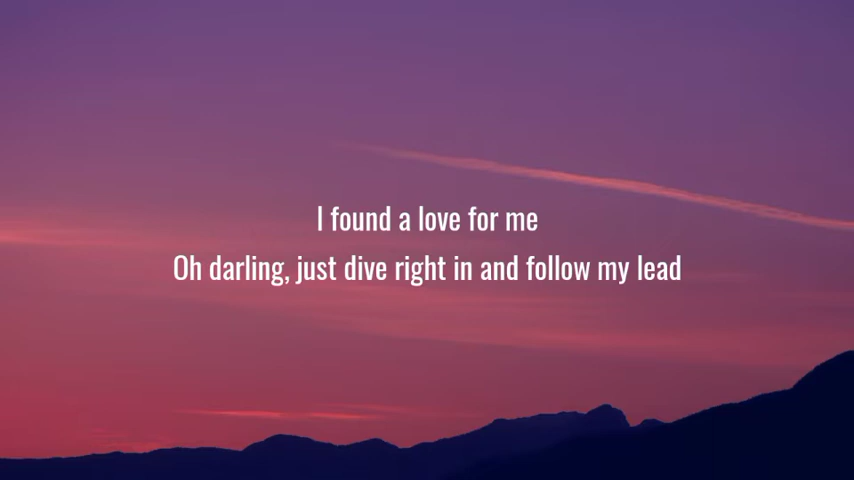 I found a love for me
Oh darling, just dive right in and follow my lead